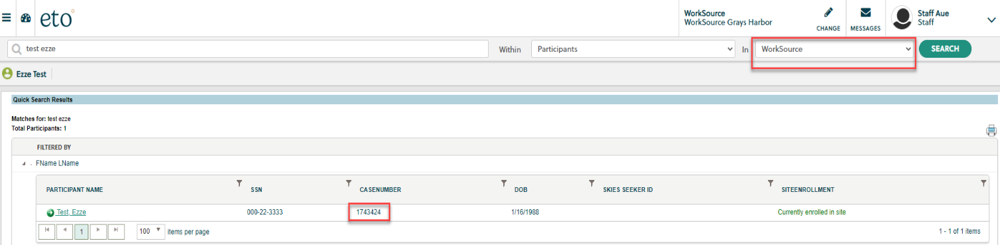 eto
WorkSource
WorkSource Grays Harbor
CHANGE
MESSAGES
Staff Aue
Staff
test ezze
Within
Participants
In
WorkSource
SEARCH
Ezze Test
Quick Search Results
Matches for: test ezze
Total Participants: 1
FILTERED BY
. FName LName
PARTICIPANT NAME SSN CASENUMBER DOB SKIES SEEKER ID SITEENROLLMENT
Test, Ezze 000-22-3333 1743424 1/16/1988 Currently enrolled in site
1 100 items per page 1 - 1 of 1 items